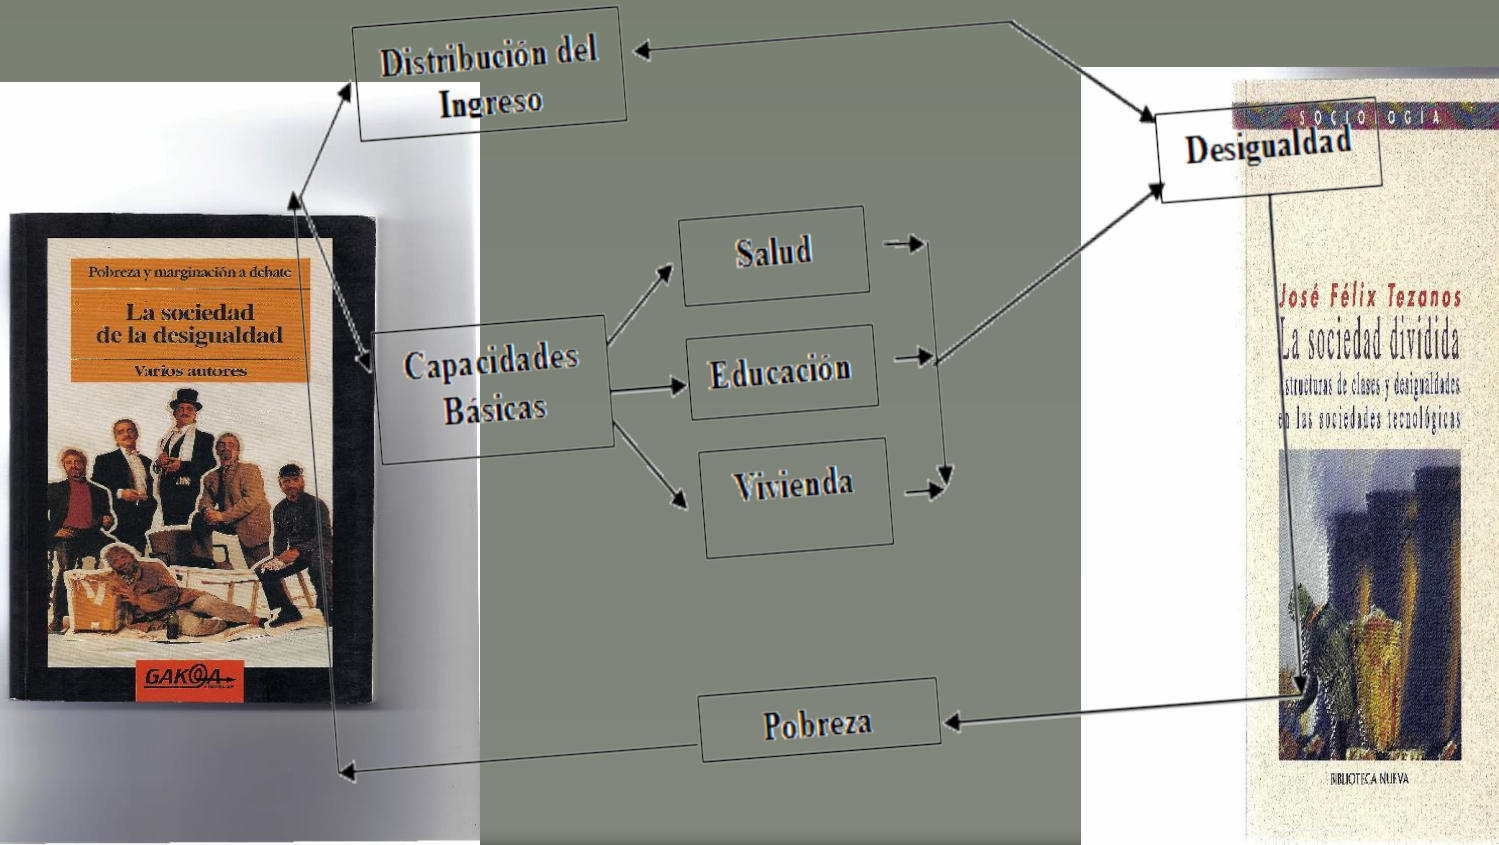 Distribución del
Ingreso
SOCIOLOGÍA
Desigualdad
Salud
Pobreza y marginación a debate
La sociedad
de la desigualdad
Varios autores
José Félix Tezanos
La sociedad dividida
Estructuras de clases y desigualdades
en las sociedades tecnológicas
Capacidades
Básicas
Educación
Vivienda
GAKOA
Pobreza
BIBLIOTECA NUEVA